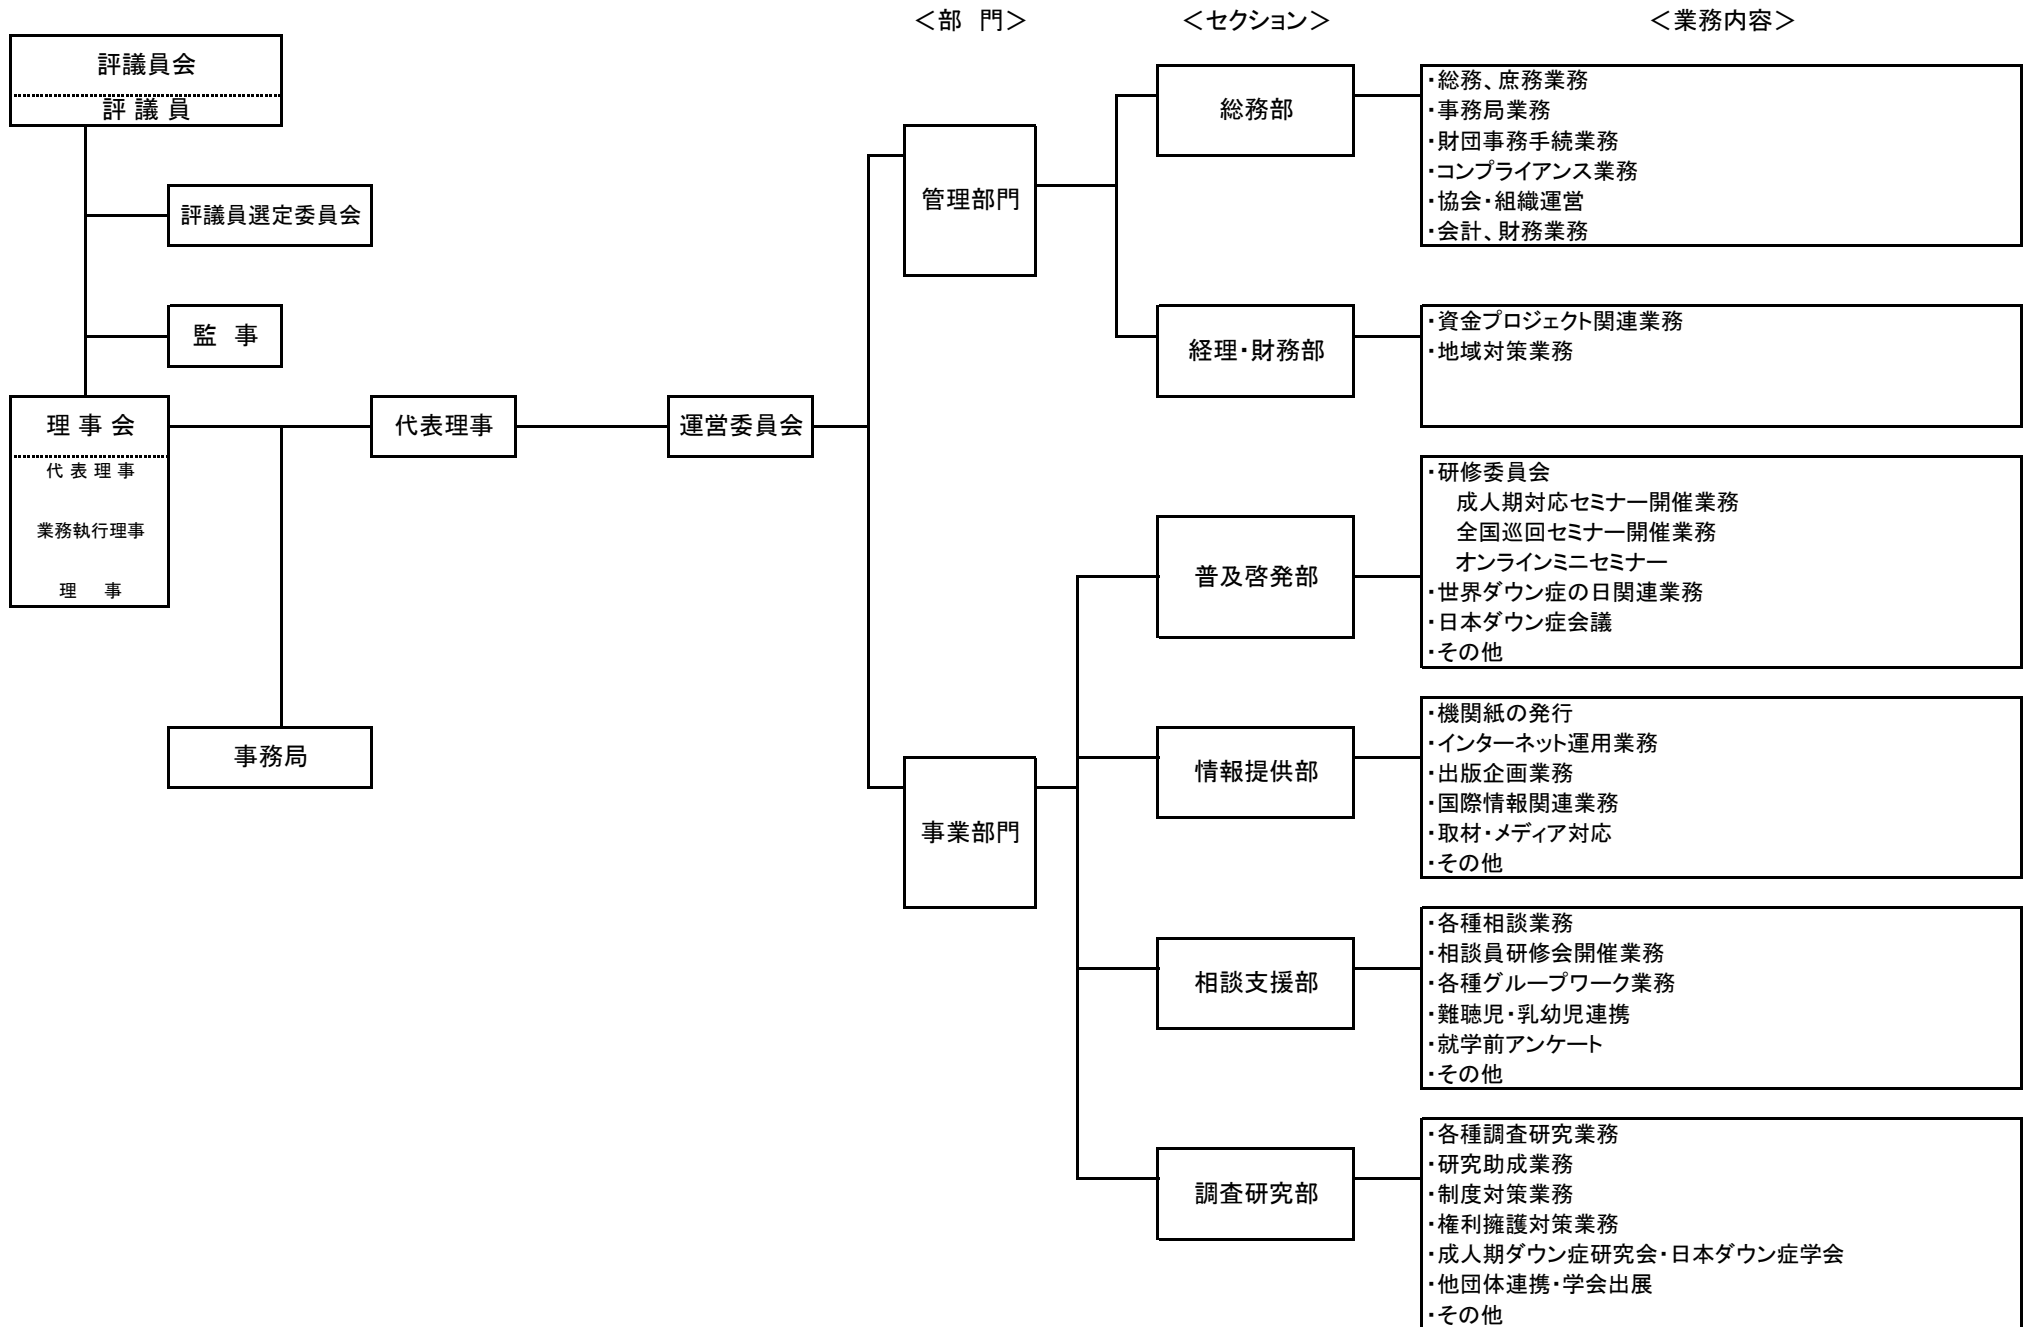 ＜部　門＞
＜セクション＞
＜業務内容＞
評議員会
評 議 員
評議員選定委員会
監　事
理 事 会
代 表 理 事
業務執行理事
理　　事
事務局
代表理事
運営委員会
管理部門
総務部
・総務、庶務業務
・事務局業務
・財団事務手続業務
・コンプライアンス業務
・協会・組織運営
・会計、財務業務
経理・財務部
・資金プロジェクト関連業務
・地域対策業務
事業部門
普及啓発部
・研修委員会
成人期対応セミナー開催業務
全国巡回セミナー開催業務
オンラインミニセミナー
・世界ダウン症の日関連業務
・日本ダウン症会議
・その他
情報提供部
・機関紙の発行
・インターネット運用業務
・出版企画業務
・国際情報関連業務
・取材・メディア対応
・その他
相談支援部
・各種相談業務
・相談員研修会開催業務
・各種グループワーク業務
・難聴児・乳幼児連携
・就学前アンケート
・その他
調査研究部
・各種調査研究業務
・研究助成業務
・制度対策業務
・権利擁護対策業務
・成人期ダウン症研究会・日本ダウン症学会
・他団体連携・学会出展
・その他